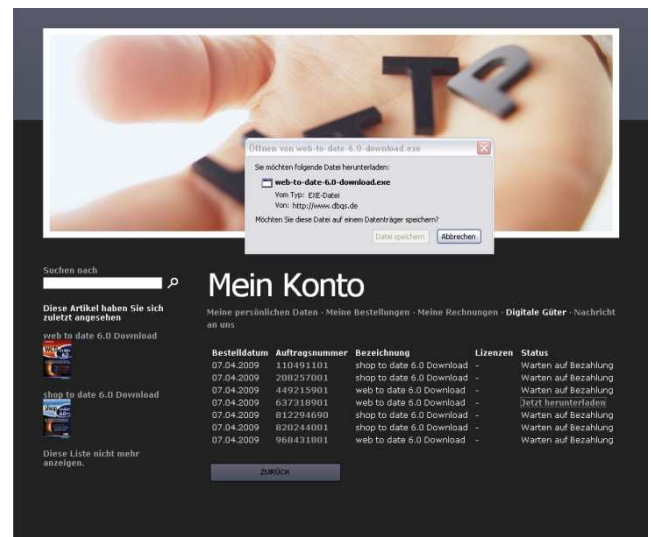 H T T P
Öffnen von web-to-date-6.0-download.exe
Sie möchten folgende Datei herunterladen:
web-to-date-6.0-download.exe
Vom Typ: EXE-Datei
Von: http://www.dbqs.de
Möchten Sie diese Datei auf einem Datenträger speichern?
Datei speichern Abbrechen
Suchen nach
Diese Artikel haben Sie sich
zuletzt angesehen
web to date 6.0 Download
shop to date 6.0 Download
Diese Liste nicht mehr
anzeigen.
Mein Konto
Meine persönlichen Daten · Meine Bestellungen · Meine Rechnungen · Digitale Güter · Nachricht
an uns
Bestelldatum Auftragsnummer Bezeichnung Lizenzen Status
07.04.2009 110491101 shop to date 6.0 Download - Warten auf Bezahlung
07.04.2009 208257001 shop to date 6.0 Download - Warten auf Bezahlung
07.04.2009 449215901 web to date 6.0 Download - Warten auf Bezahlung
07.04.2009 637318901 web to date 6.0 Download - Jetzt herunterladen
07.04.2009 812294690 shop to date 6.0 Download - Warten auf Bezahlung
07.04.2009 820244001 shop to date 6.0 Download - Warten auf Bezahlung
07.04.2009 968431801 web to date 6.0 Download - Warten auf Bezahlung
ZURÜCK